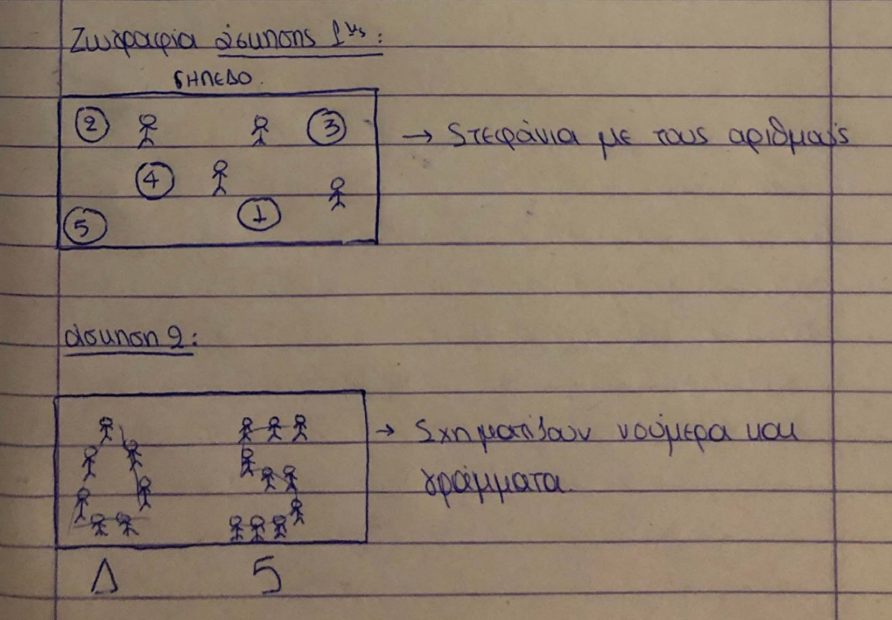 Ζωγραφιά άσκησης 1ης:
ΓΗΠΕΔΟ.
2 3
→ Στεφάνια με τους αριθμούς
4
5 1
άσκηση 2:
→ Σχηματίζουν νούμερα και
γράμματα.
Δ 5